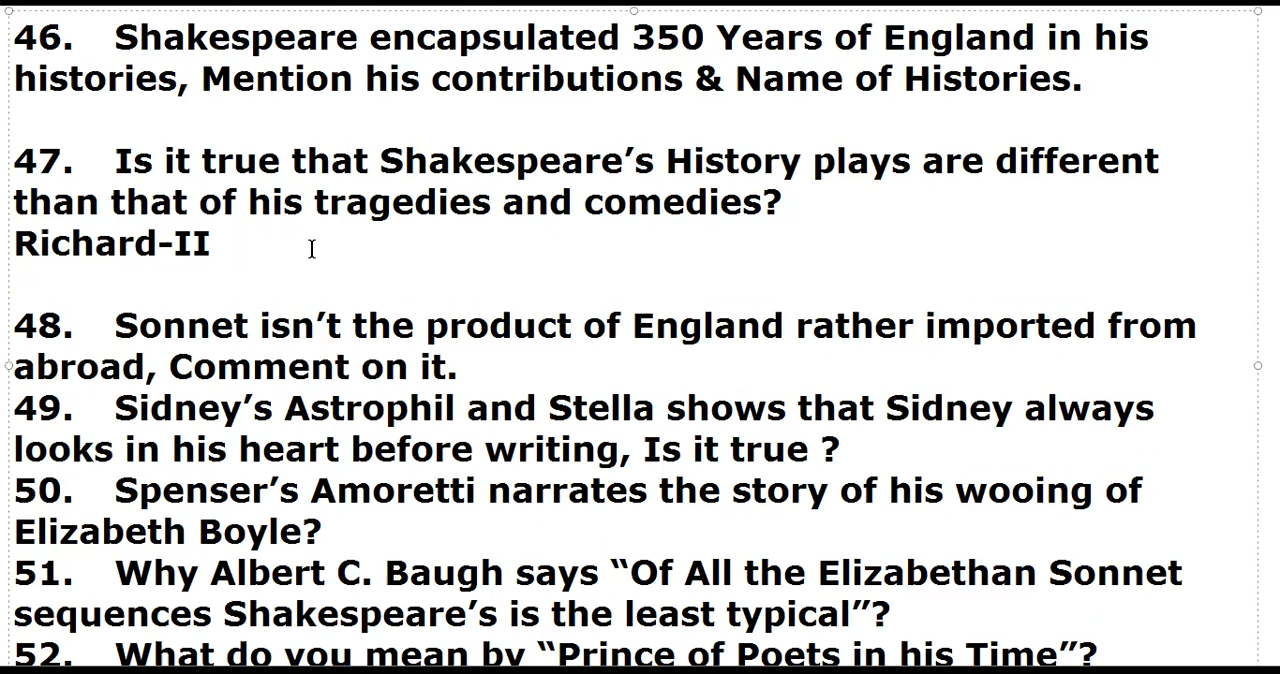 46. Shakespeare encapsulated 350 Years of England in his
histories, Mention his contributions & Name of Histories.
47. Is it true that Shakespeare’s History plays are different
than that of his tragedies and comedies?
Richard-II
48. Sonnet isn’t the product of England rather imported from
abroad, Comment on it.
49. Sidney’s Astrophil and Stella shows that Sidney always
looks in his heart before writing, Is it true ?
50. Spenser’s Amoretti narrates the story of his wooing of
Elizabeth Boyle?
51. Why Albert C. Baugh says “Of All the Elizabethan Sonnet
sequences Shakespeare’s is the least typical”?
52. What do you mean by “Prince of Poets in his Time”?